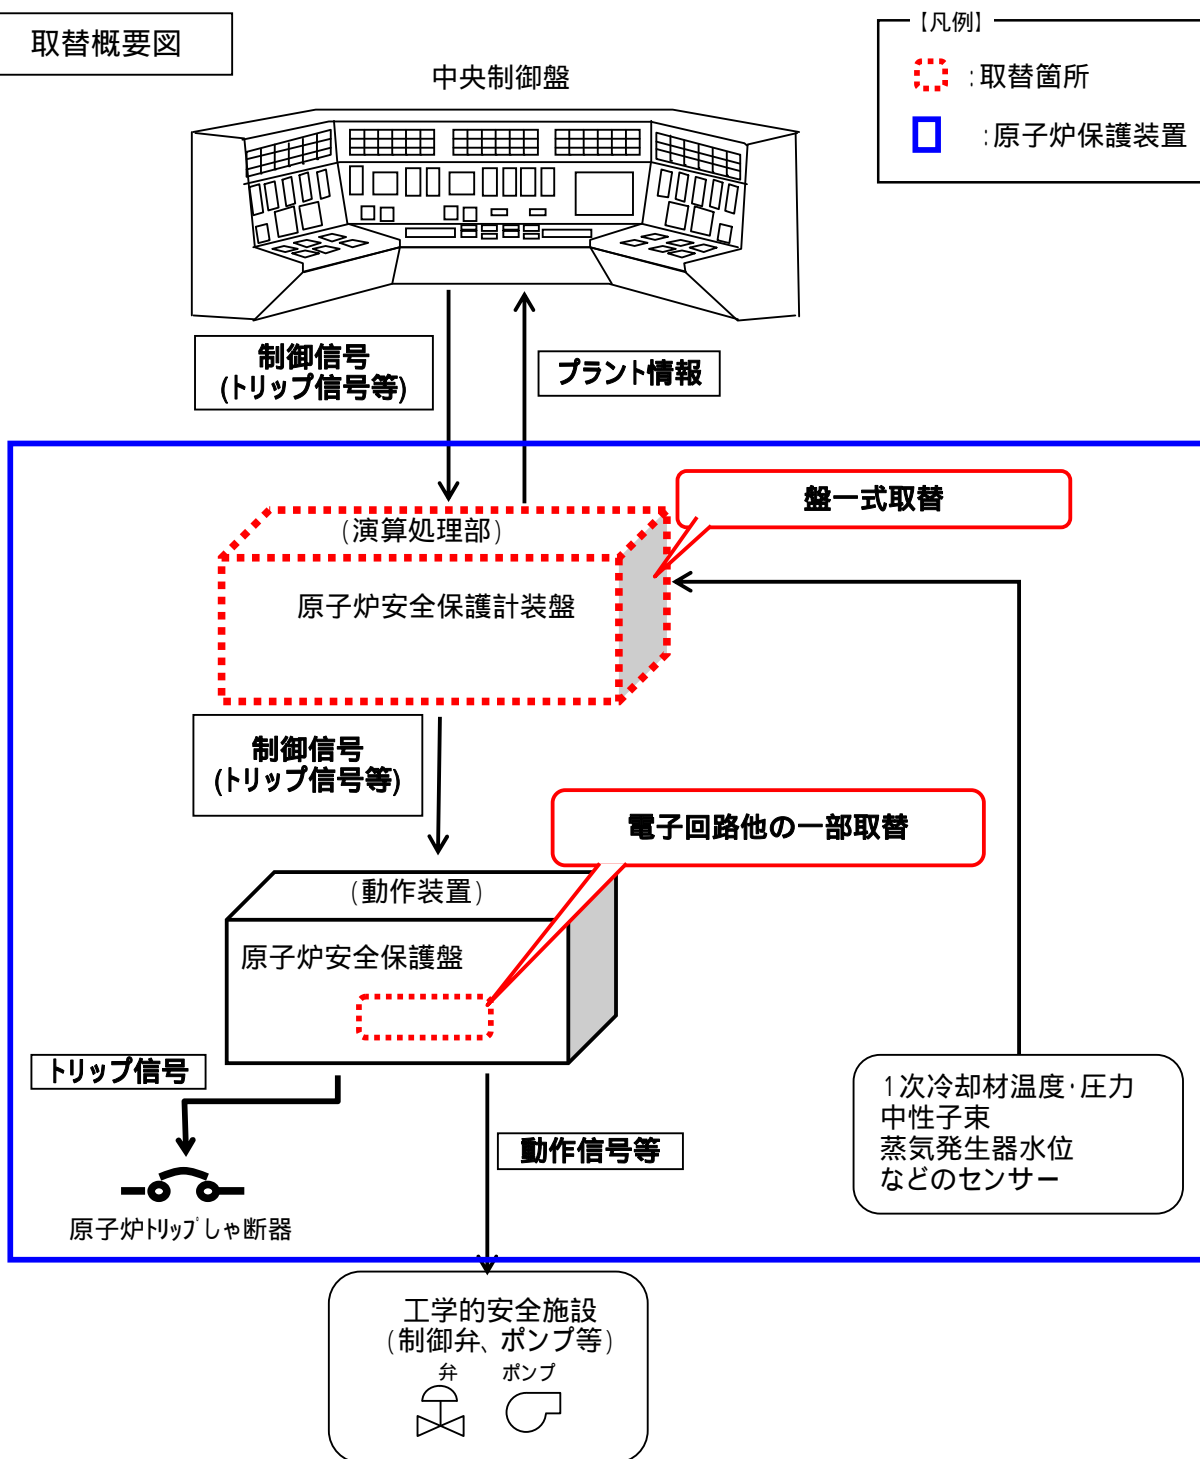 取替概要図
【凡例】
:取替箇所
:原子炉保護装置
中央制御盤
制御信号
(トリップ信号等)
プラント情報
盤一式取替
(演算処理部)
原子炉安全保護計装盤
制御信号
(トリップ信号等)
電子回路他の一部取替
(動作装置)
原子炉安全保護盤
トリップ信号
動作信号等
1次冷却材温度・圧力
中性子束
蒸気発生器水位
などのセンサー
原子炉トリップしゃ断器
工学的安全施設
(制御弁、ポンプ等)
弁 ポンプ